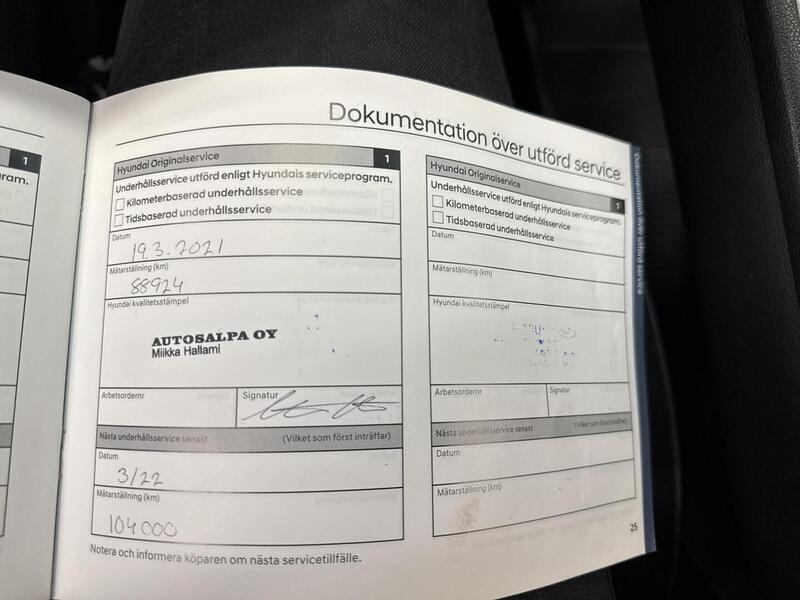 Dokumentation över utförd service
1
ram.
Hyundai Originalservice 1
Underhållsservice utförd enligt Hyundais serviceprogram.
Kilometerbaserad underhållsservice
Tidsbaserad underhållsservice
Datum
19.3.2021
Mätarställning (km)
88924
Hyundai kvalitetsstämpel
AUTOSALPA OY
Miikka Hallami
Arbetsordernr
Signatur
Nästa underhållsservice senast (Vilket som först inträffar)
Datum
3/22
Mätarställning (km)
104000
Notera och informera köparen om nästa servicetillfälle.
Hyundai Originalservice 1
Underhållsservice utförd enligt Hyundais serviceprogram.
Kilometerbaserad underhållsservice
Tidsbaserad underhållsservice
Datum
Mätarställning (km)
Hyundai kvalitetsstämpel
Arbetsordernr
Signatur
Nästa underhållsservice senast (Vilket som först inträffar)
Datum
Mätarställning (km)
25
Dokumentation över utförd service